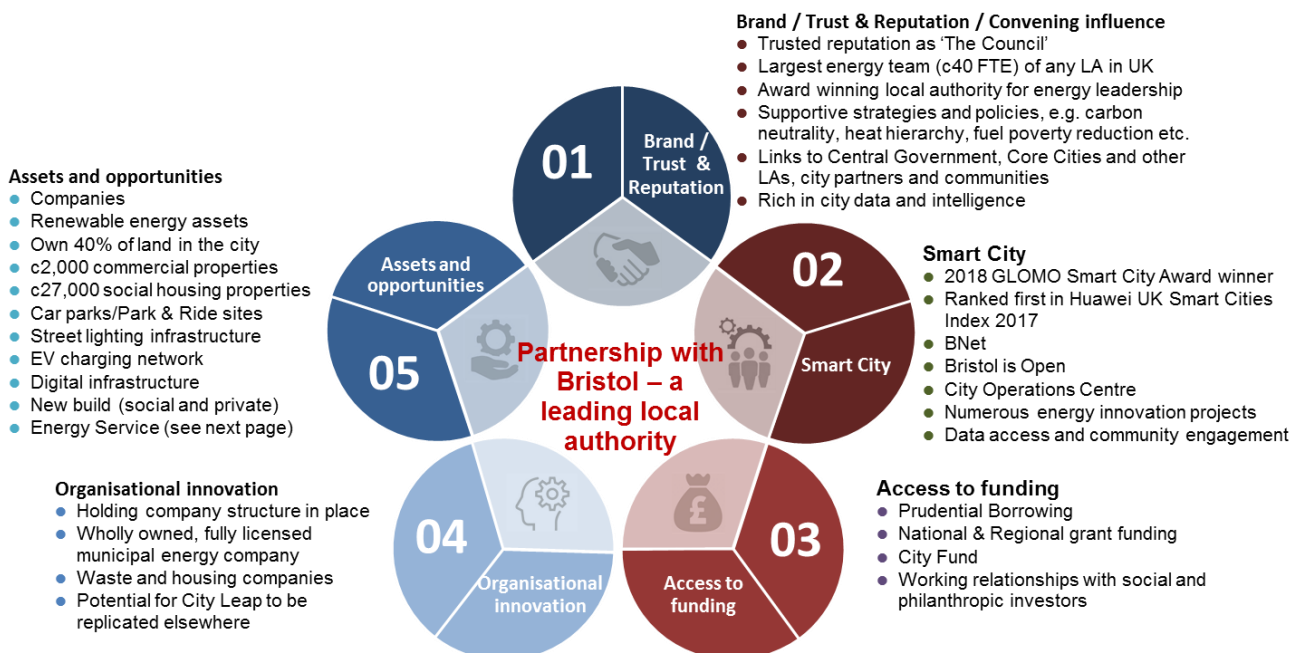 Brand / Trust & Reputation / Convening influence
Trusted reputation as ‘The Council’
Largest energy team (c40 FTE) of any LA in UK
Award winning local authority for energy leadership
Supportive strategies and policies, e.g. carbon
neutrality, heat hierarchy, fuel poverty reduction etc.
Links to Central Government, Core Cities and other
LAs, city partners and communities
Rich in city data and intelligence
01
Brand /
Trust &
Reputation
02
Smart City
Smart City
2018 GLOMO Smart City Award winner
Ranked first in Huawei UK Smart Cities
Index 2017
BNet
Bristol is Open
City Operations Centre
Numerous energy innovation projects
Data access and community engagement
03
Access to
funding
£
Access to funding
Prudential Borrowing
National & Regional grant funding
City Fund
Working relationships with social and
philanthropic investors
04
Organisational
innovation
Organisational innovation
Holding company structure in place
Wholly owned, fully licensed
municipal energy company
Waste and housing companies
Potential for City Leap to be
replicated elsewhere
05
Assets and
opportunities
Assets and opportunities
Companies
Renewable energy assets
Own 40% of land in the city
c2,000 commercial properties
c27,000 social housing properties
Car parks/Park & Ride sites
Street lighting infrastructure
EV charging network
Digital infrastructure
New build (social and private)
Energy Service (see next page)
Partnership with
Bristol – a
leading local
authority